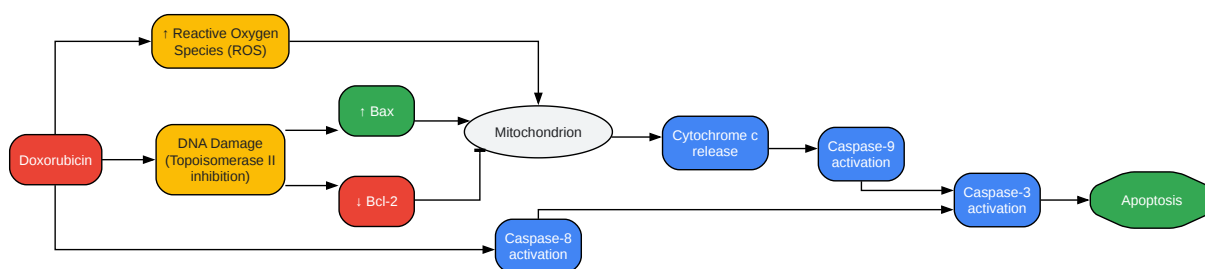 ↑ Reactive Oxygen
Species (ROS)
↑ Bax
Mitochondrion
Cytochrome c
release
Caspase-9
activation
Doxorubicin
DNA Damage
(Topoisomerase II
inhibition)
↓ Bcl-2
Caspase-3
activation
Apoptosis
Caspase-8
activation